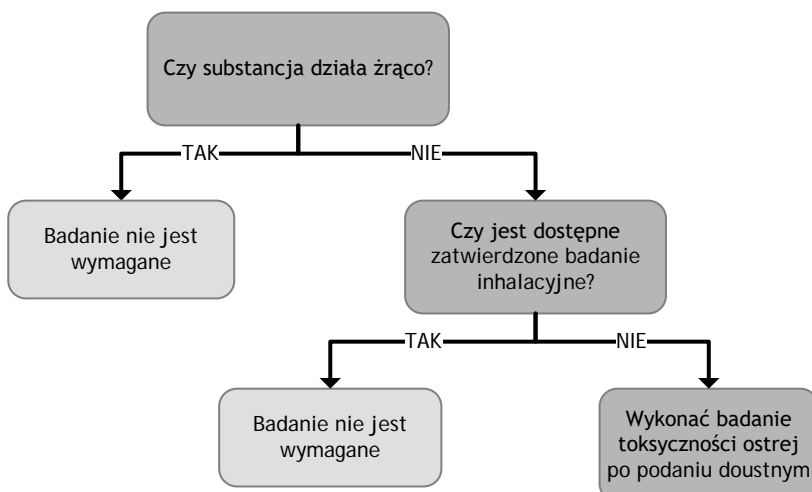 Czy substancja działa żrąco?
TAK
NIE
Badanie nie jest
wymagane
Czy jest dostępne
zatwierdzone badanie
inhalacyjne?
TAK
NIE
Badanie nie jest
wymagane
Wykonać badanie
toksyczności ostrej
po podaniu doustnym